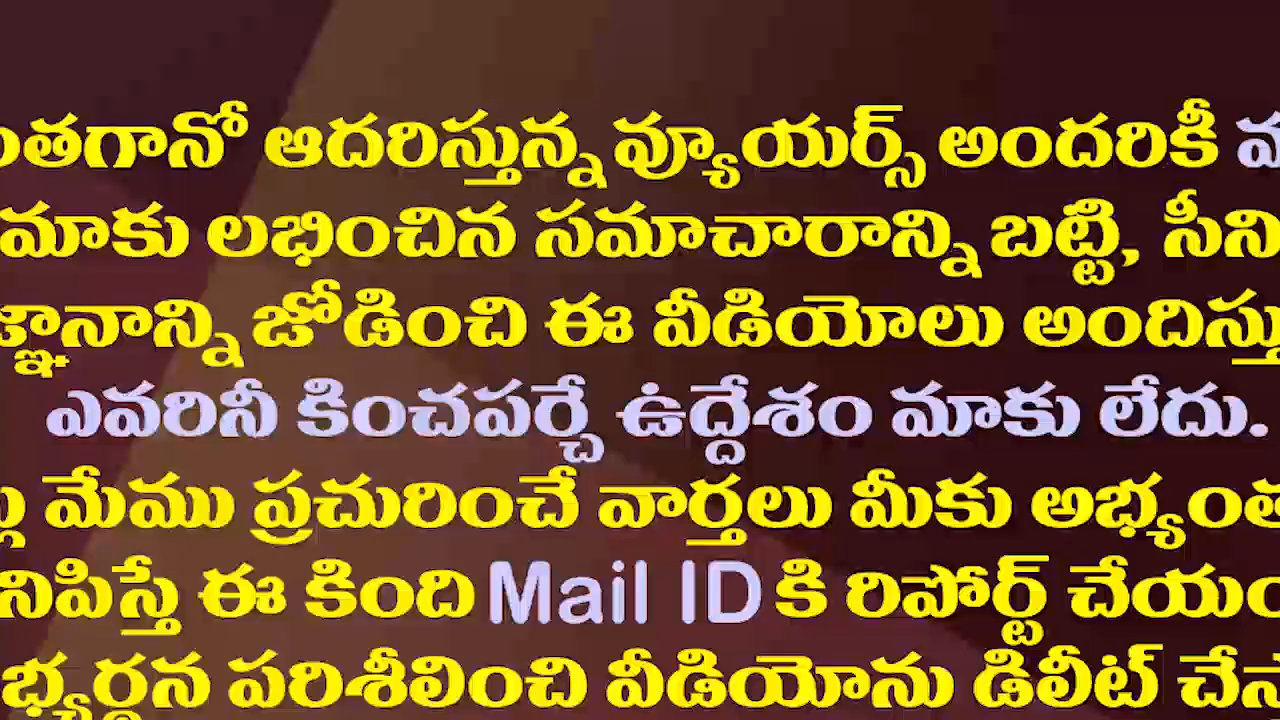 ంతగానో ఆదరిస్తున్న వ్యూయర్స్ అందరికీ
మాకు లభించిన సమాచారాన్ని బట్టి, సీని
జ్ఞానాన్ని జోడించి ఈ వీడియోలు అందిస్తు
ఎవరినీ కించపర్చే ఉద్దేశం మాకు లేదు.
మేము ప్రచురించే వార్తలు మీకు అభ్యంత
నిపిస్తే ఈ కింది Mail ID కి రిపోర్ట్ చేయం
భ్యర్థన పరిశీలించి వీడియోను డిలీట్ చేస